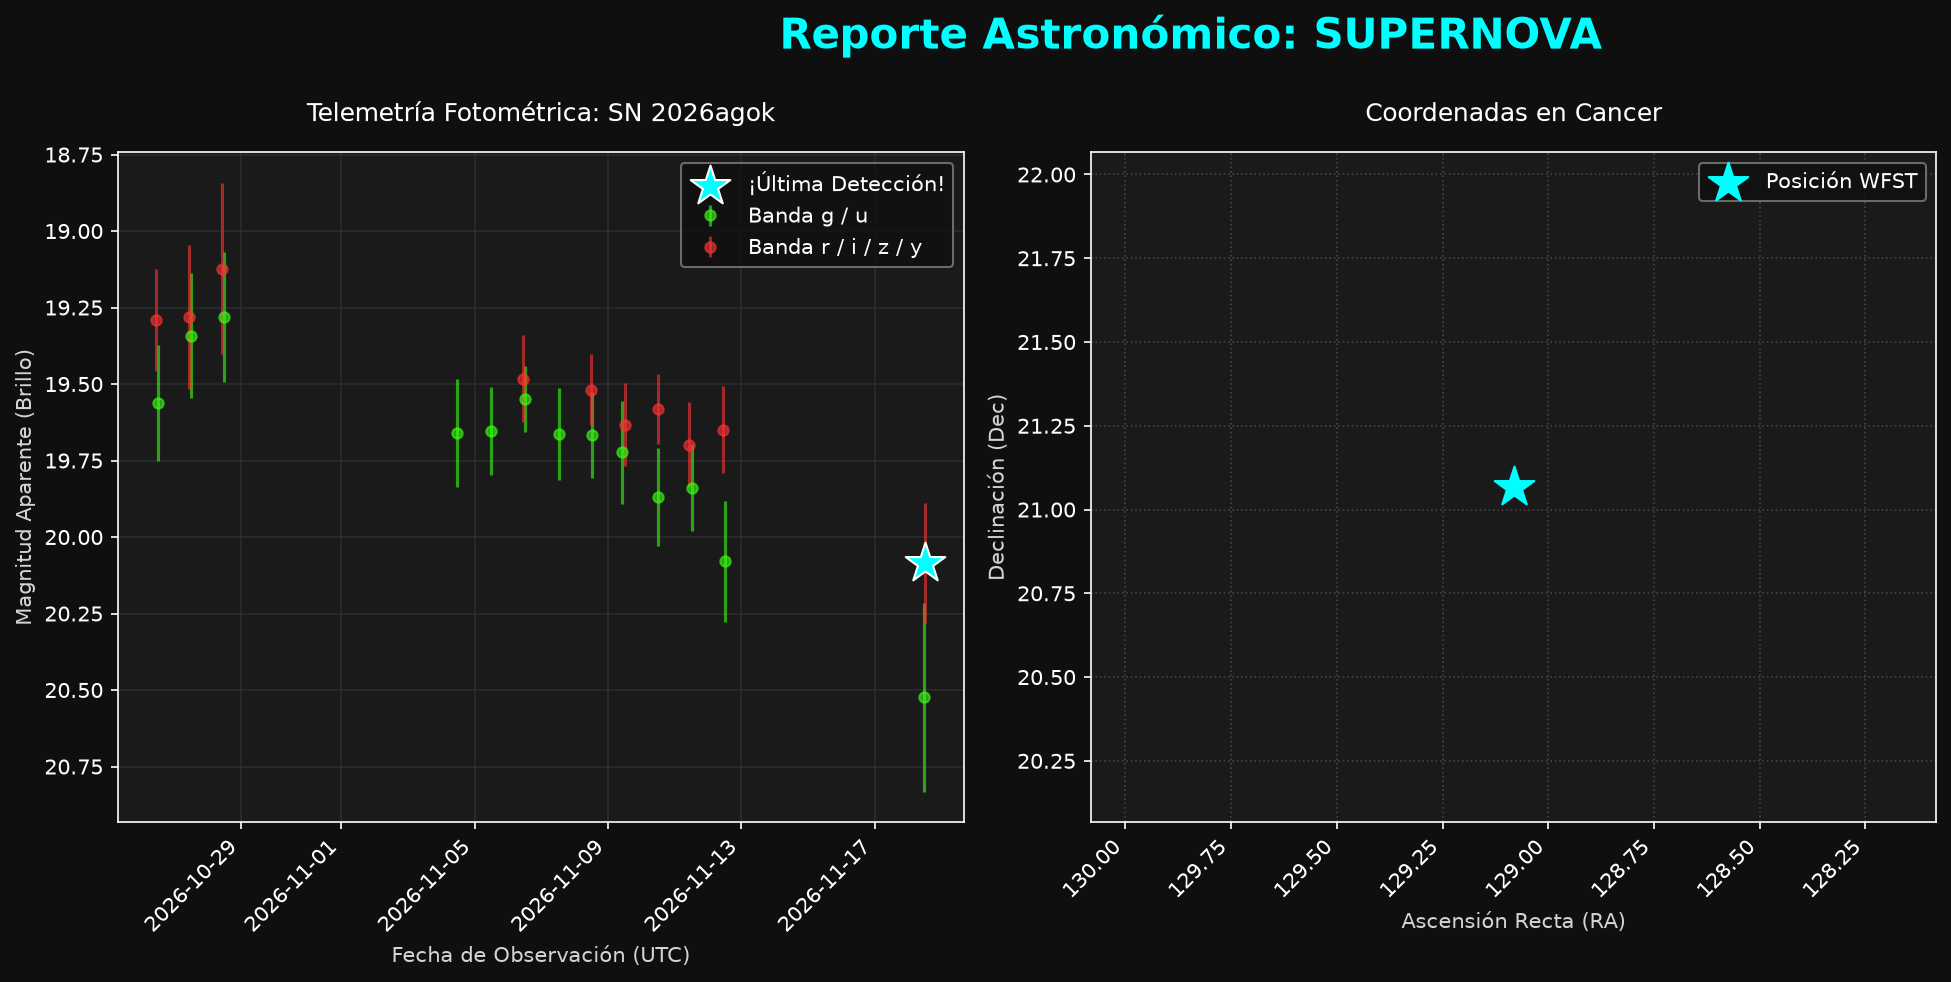 Reporte Astronómico: SUPERNOVA
Telemetría Fotométrica: SN 2026agok
¡Última Detección!
Banda g / u
Banda r / i / z / y
Magnitud Aparente (Brillo)
18.75
19.00
19.25
19.50
19.75
20.00
20.25
20.50
20.75
2026-10-29
2026-11-01
2026-11-05
2026-11-09
2026-11-13
2026-11-17
Fecha de Observación (UTC)
Coordenadas en Cancer
Posición WFST
Declinación (Dec)
22.00
21.75
21.50
21.25
21.00
20.75
20.50
20.25
130.00
129.75
129.50
129.25
129.00
128.75
128.50
128.25
Ascensión Recta (RA)